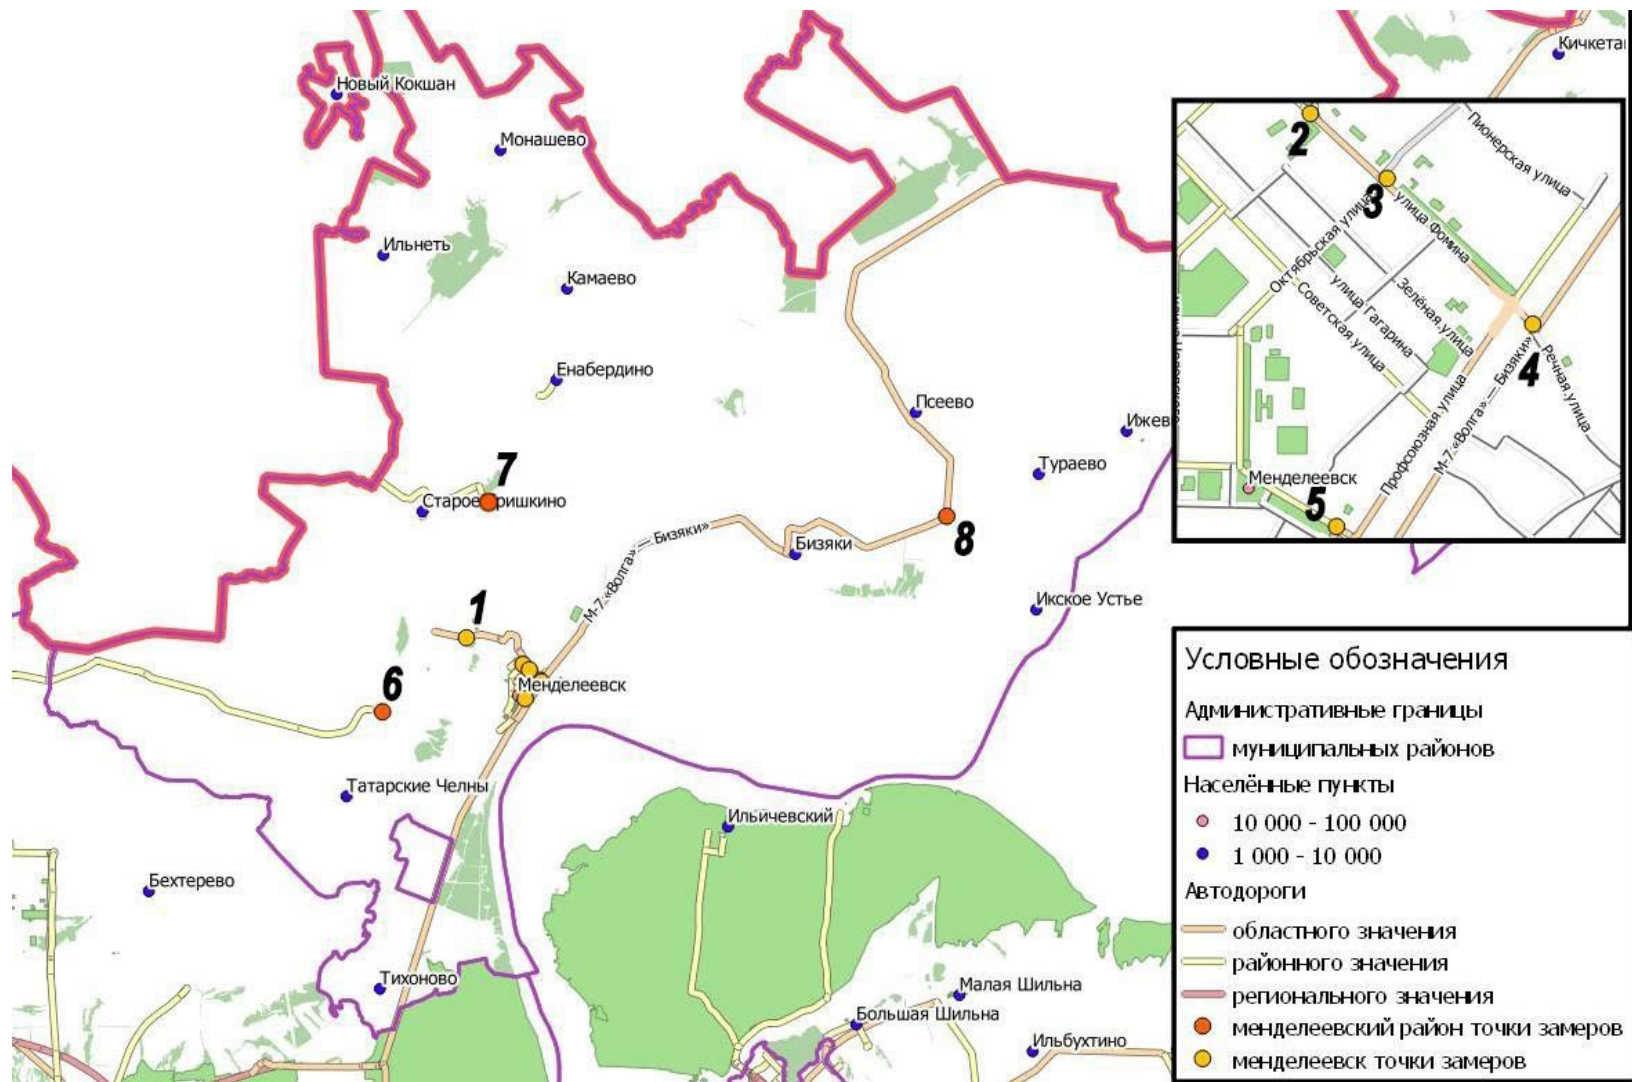 Кичкета
Новый Кокшан
Монашево
Ильнеть
Камаево
Енабердино
Псеево
Ижев
Тураево
7
Старое Гришкино
М-7 «Волга» — Бизяки»
Бизяки
8
Икское Устье
1
6
Менделеевск
Татарские Челны
Ильичевский
Бехтерево
Тихоново
Малая Шильна
Большая Шильна
Ильбухтино
2
3
Пионерская улица
улица Фомина
Октябрьская улица
Советская улица
улица Гагарина
Зелёная улица
4
Речная улица
Профсоюзная улица
М-7 «Волга» — Бизяки»
Менделеевск
5
Условные обозначения
Административные границы
муниципальных районов
Населённые пункты
10 000 - 100 000
1 000 - 10 000
Автодороги
областного значения
районного значения
регионального значения
менделеевский район точки замеров
менделеевск точки замеров